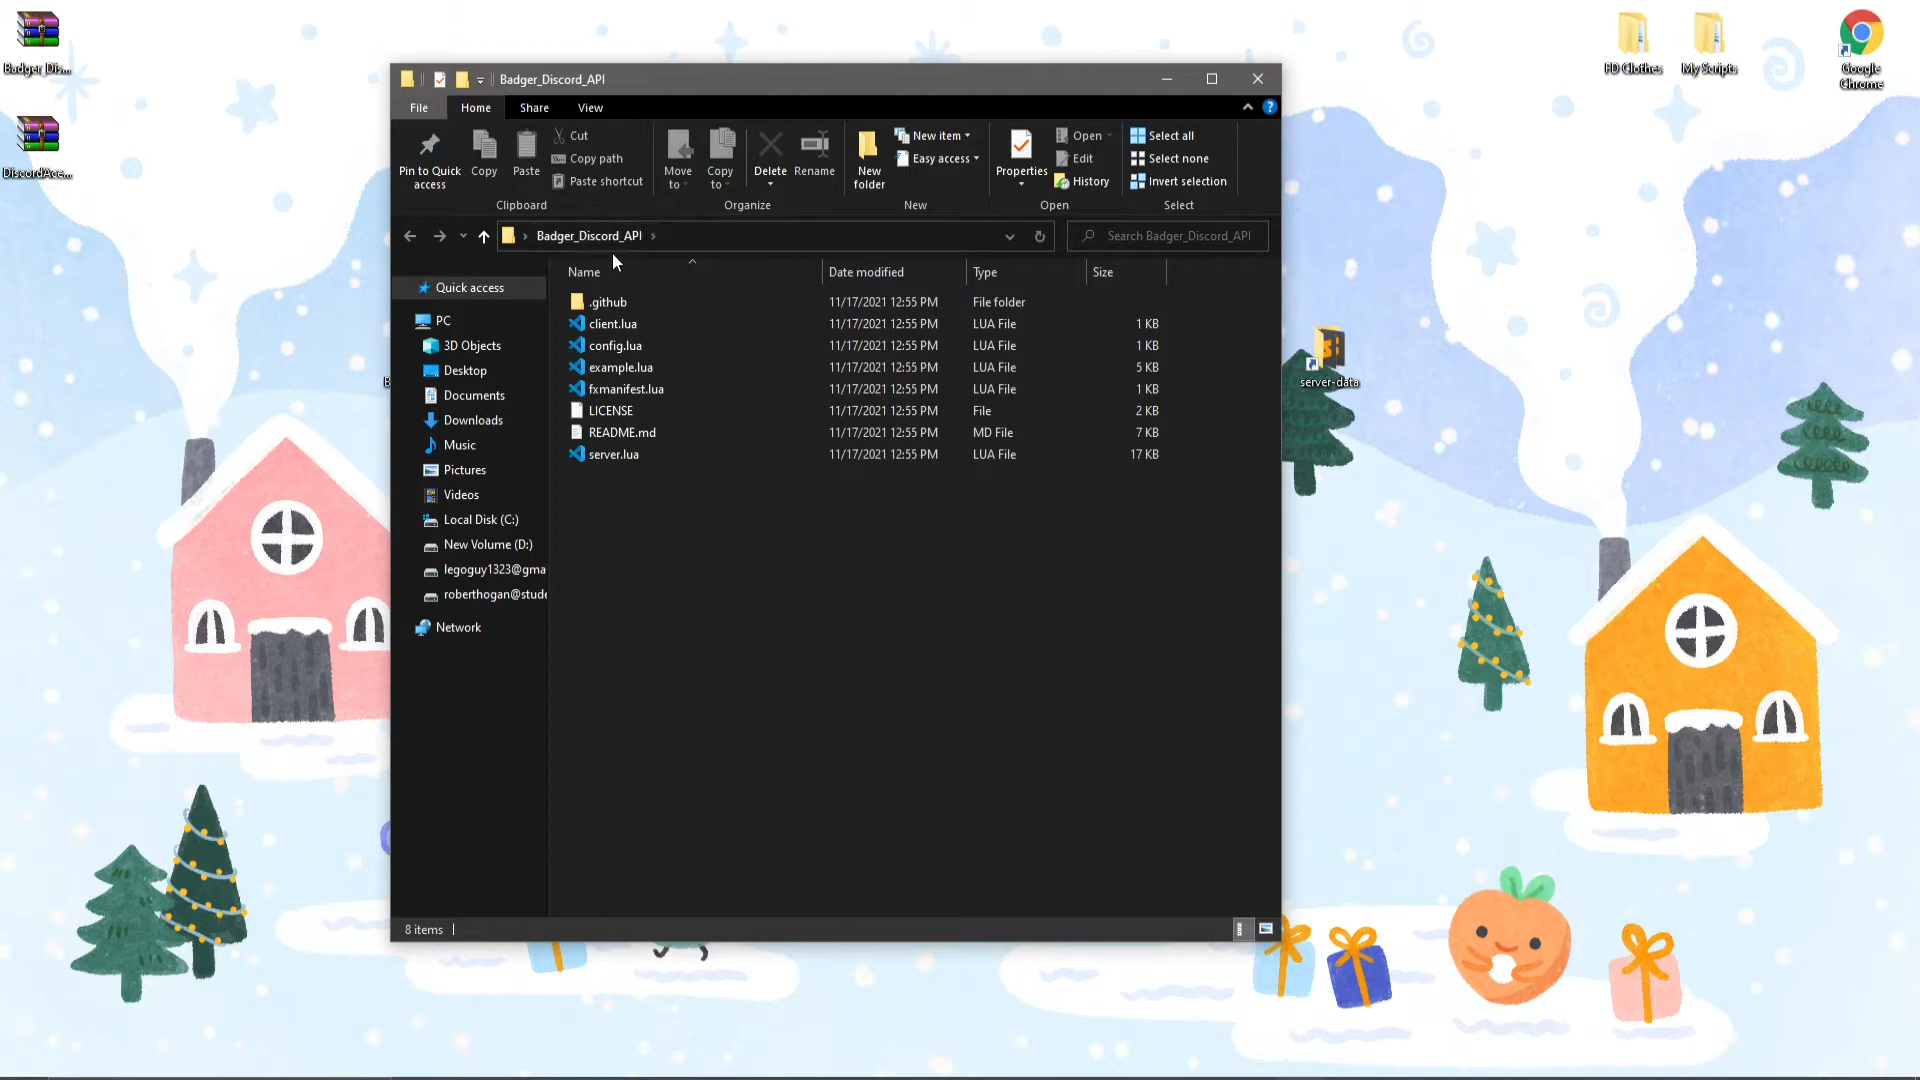 Badger_Dis...
DiscordAce...
FD Clothes
My Scripts
Google
Chrome
server-data
Badger_Discord_API
File
Home
Share
View
Pin to Quick
access
Copy
Paste
Cut
Copy path
Paste shortcut
Clipboard
Move
to
Copy
to
Delete
Rename
Organize
New
folder
New item
Easy access
New
Properties
Open
Edit
History
Open
Select all
Select none
Invert selection
Select
Badger_Discord_API
Search Badger_Discord_API
Name
Date modified
Type
Size
Quick access
PC
3D Objects
Desktop
Documents
Downloads
Music
Pictures
Videos
Local Disk (C:)
New Volume (D:)
legoguy1323@gma
roberthogan@stude
Network
.github 11/17/2021 12:55 PM File folder
client.lua 11/17/2021 12:55 PM LUA File 1 KB
config.lua 11/17/2021 12:55 PM LUA File 1 KB
example.lua 11/17/2021 12:55 PM LUA File 5 KB
fxmanifest.lua 11/17/2021 12:55 PM LUA File 1 KB
LICENSE 11/17/2021 12:55 PM File 2 KB
README.md 11/17/2021 12:55 PM MD File 7 KB
server.lua 11/17/2021 12:55 PM LUA File 17 KB
8 items